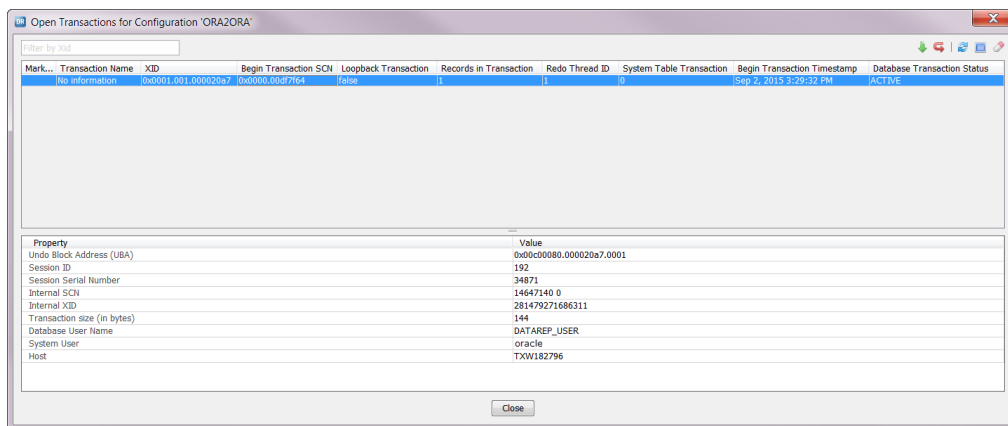 DR Open Transactions for Configuration 'ORA2ORA'
Filter by Xid
Mark... Transaction Name XID Begin Transaction SCN Loopback Transaction Records in Transaction Redo Thread ID System Table Transaction Begin Transaction Timestamp Database Transaction Status
No information 0x0001.001.000020a7 0x0000.00df7f64 false 1 1 0 Sep 2, 2015 3:29:32 PM ACTIVE
Property Value
Undo Block Address (UBA) 0x00c00080.000020a7.0001
Session ID 192
Session Serial Number 34871
Internal SCN 14647140 0
Internal XID 281479271686311
Transaction size (in bytes) 144
Database User Name DATAREP_USER
System User oracle
Host TXW182796
Close